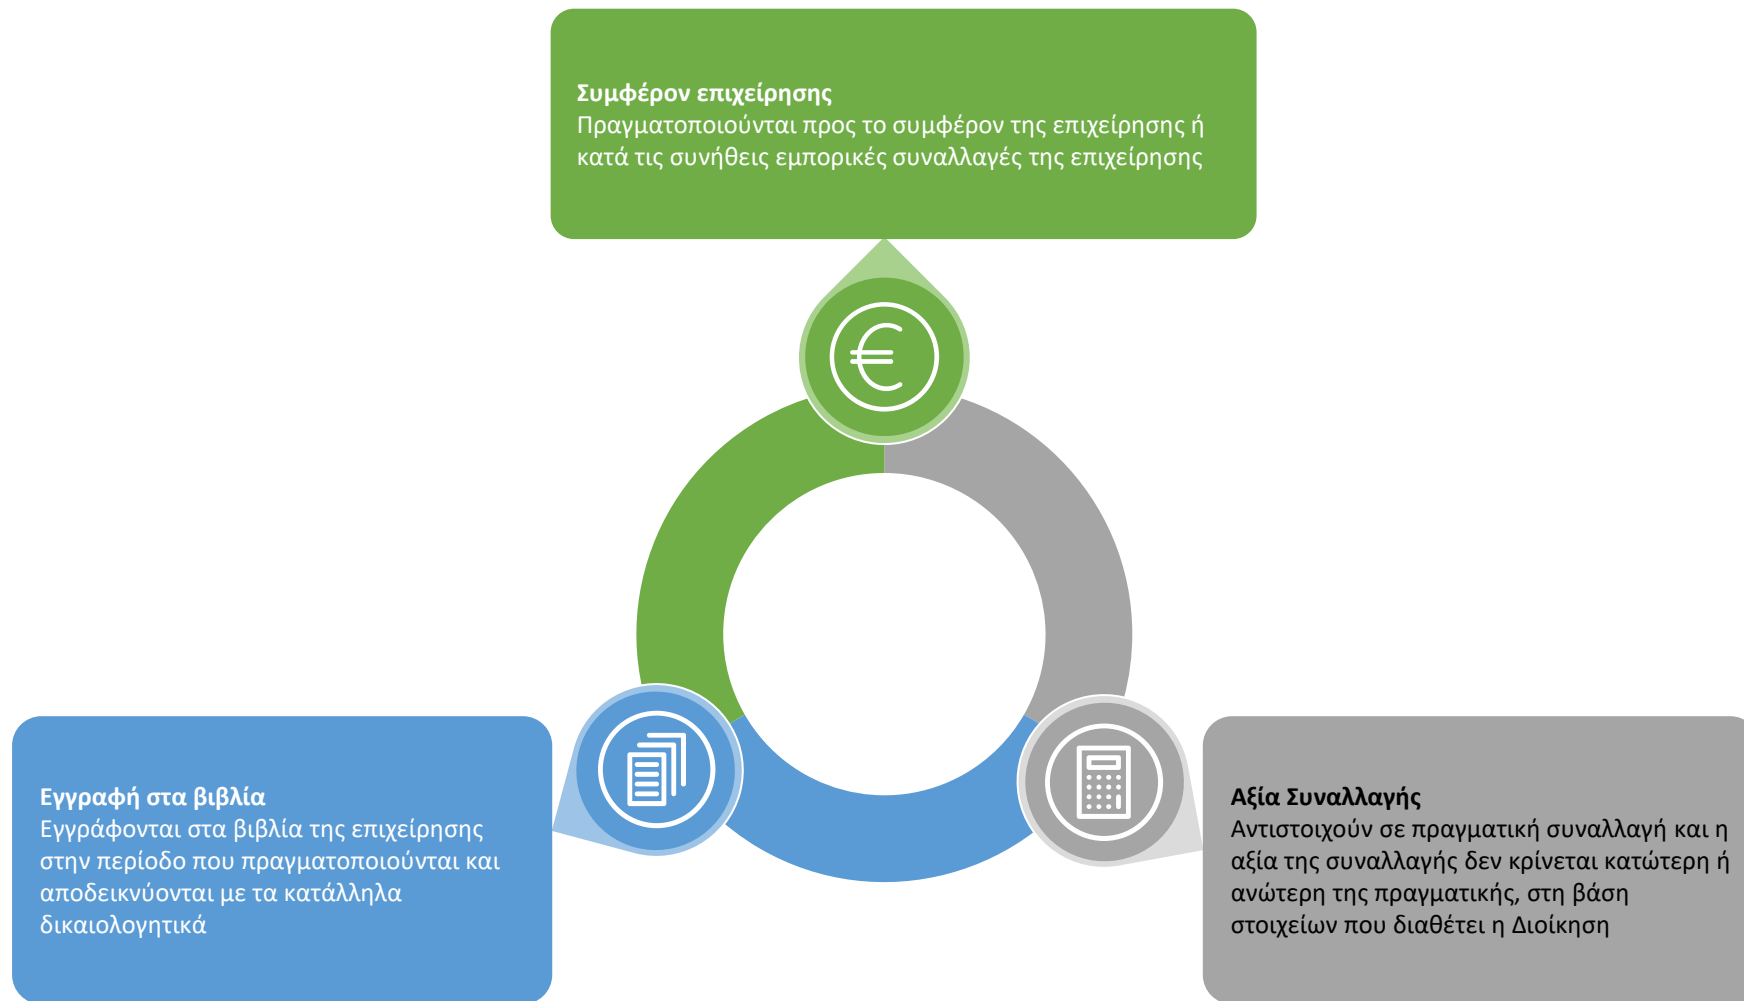 Συμφέρον επιχείρησης
Πραγματοποιούνται προς το συμφέρον της επιχείρησης ή
κατά τις συνήθεις εμπορικές συναλλαγές της επιχείρησης
Εγγραφή στα βιβλία
Εγγράφονται στα βιβλία της επιχείρησης
στην περίοδο που πραγματοποιούνται και
αποδεικνύονται με τα κατάλληλα
δικαιολογητικά
Αξία Συναλλαγής
Αντιστοιχούν σε πραγματική συναλλαγή και η
αξία της συναλλαγής δεν κρίνεται κατώτερη ή
ανώτερη της πραγματικής, στη βάση
στοιχείων που διαθέτει η Διοίκηση